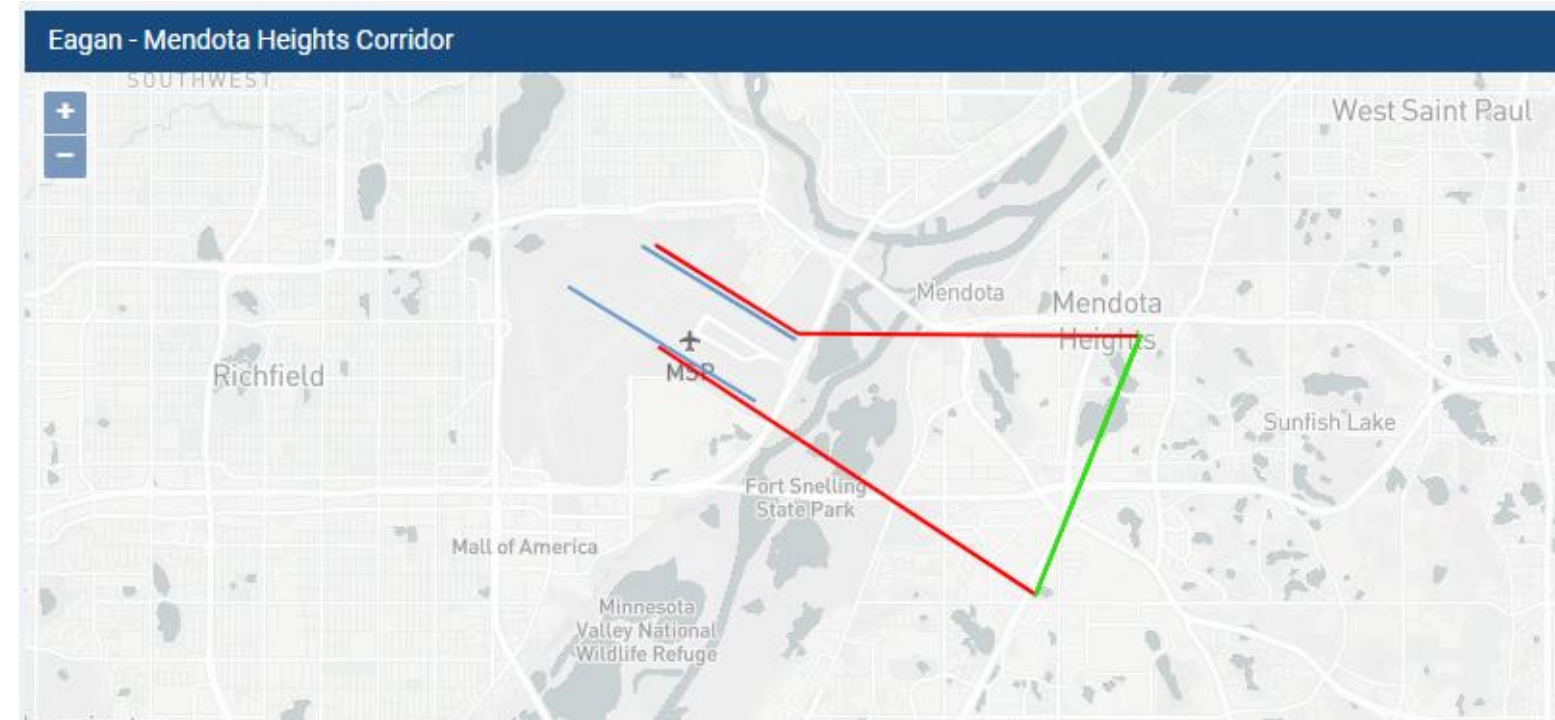 Eagan - Mendota Heights Corridor
SOUTHWEST
+
West Saint Paul
−
Mendota
Mendota
Heights
Richfield
MSP
Sunfish Lake
Fort Snelling
State Park
Mall of America
Minnesota
Valley National
Wildlife Refuge